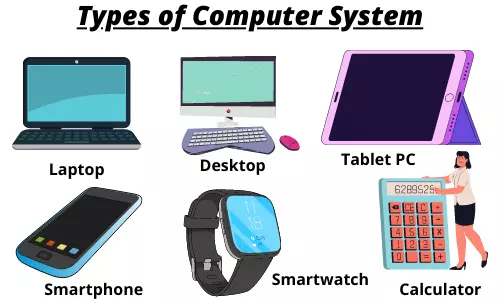 Types of Computer System
Laptop
Desktop
Tablet PC
6289525
Smartphone
Smartwatch
Calculator